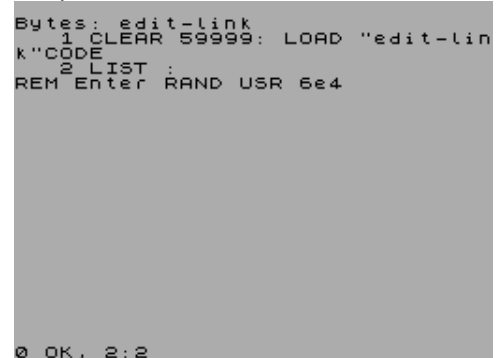 Bytes: edit-link
1 CLEAR 59999: LOAD "edit-lin
k"CODE
2 LIST :
REM Enter RAND USR 6e4
0 OK, 2:2